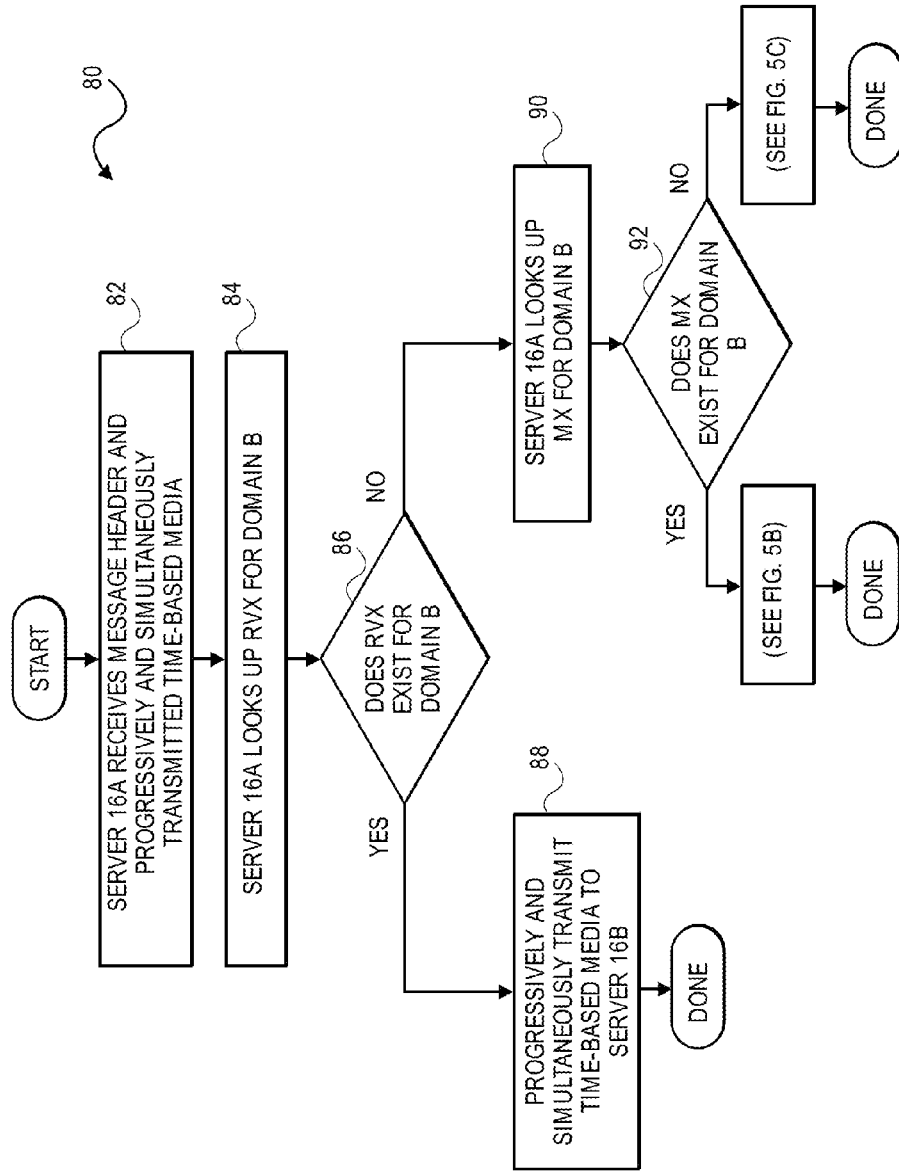 80
START
SERVER 16A RECEIVES MESSAGE HEADER AND
PROGRESSIVELY AND SIMULTANEOUSLY
TRANSMITTED TIME-BASED MEDIA
82
SERVER 16A LOOKS UP RVX FOR DOMAIN B
84
DOES RVX
EXIST FOR
DOMAIN B
86
YES
NO
PROGRESSIVELY AND
SIMULTANEOUSLY TRANSMIT
TIME-BASED MEDIA TO
SERVER 16B
88
DONE
SERVER 16A LOOKS UP
MX FOR DOMAIN B
90
DOES MX
EXIST FOR DOMAIN
B
92
YES
NO
(SEE FIG. 5B)
DONE
(SEE FIG. 5C)
DONE